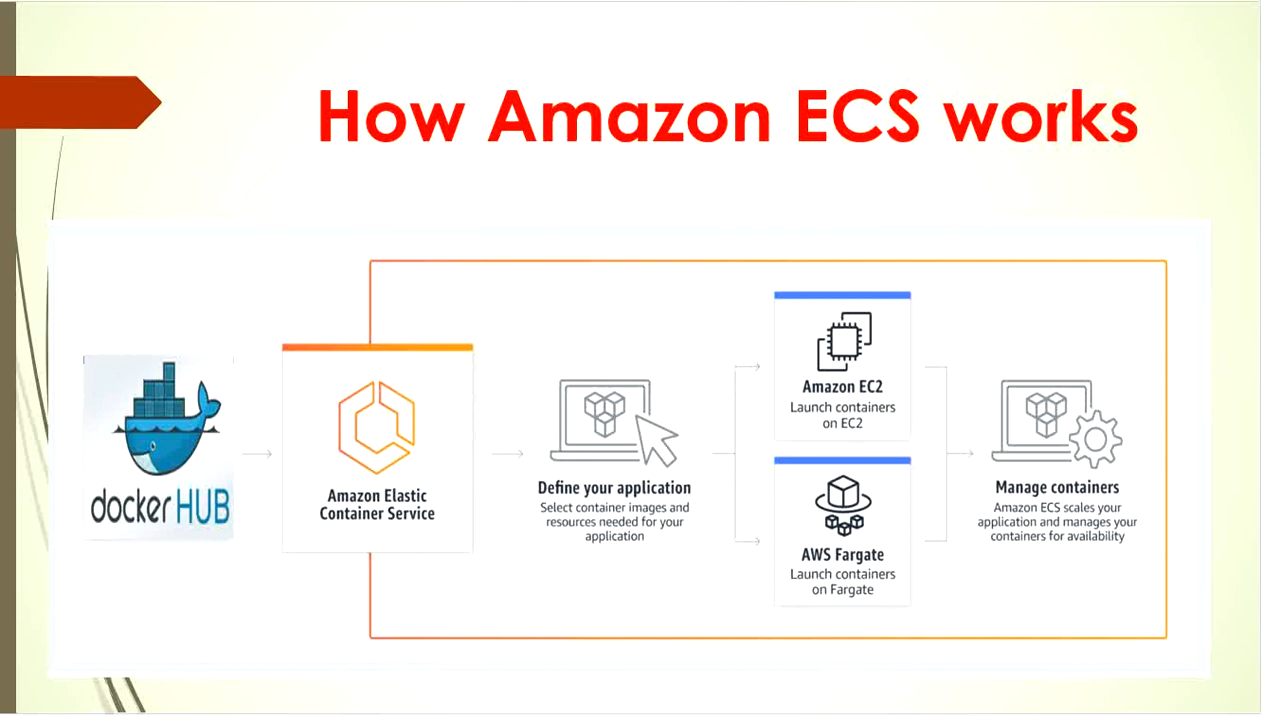 How Amazon ECS works
docker HUB
Amazon Elastic
Container Service
Define your application
Select container images and
resources needed for your
application
Amazon EC2
Launch containers
on EC2
AWS Fargate
Launch containers
on Fargate
Manage containers
Amazon ECS scales your
application and manages your
containers for availability